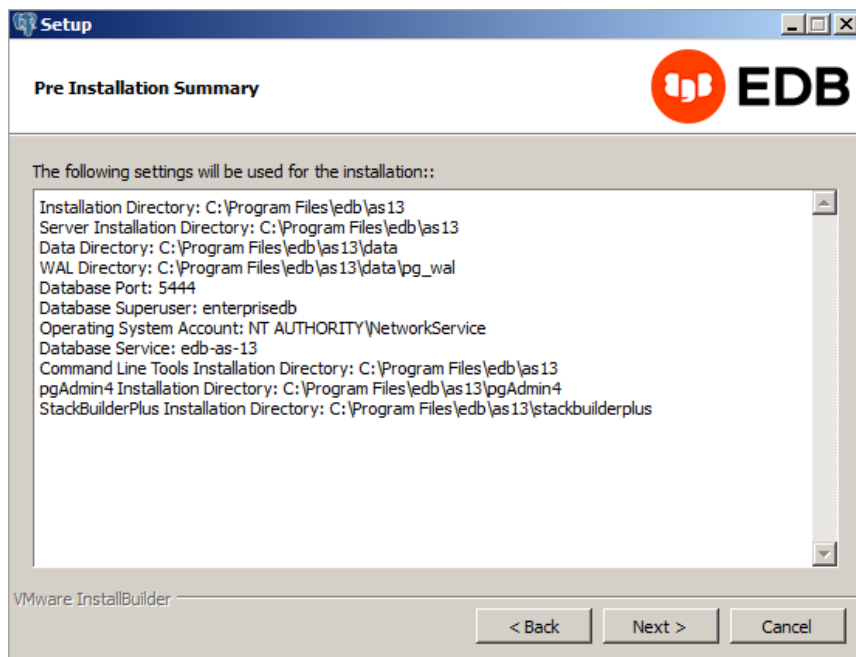 Setup
Pre Installation Summary
EDB
The following settings will be used for the installation::
Installation Directory: C:\Program Files\edb\as13
Server Installation Directory: C:\Program Files\edb\as13
Data Directory: C:\Program Files\edb\as13\data
WAL Directory: C:\Program Files\edb\as13\data\pg_wal
Database Port: 5444
Database Superuser: enterprisedb
Operating System Account: NT AUTHORITY\NetworkService
Database Service: edb-as-13
Command Line Tools Installation Directory: C:\Program Files\edb\as13
pgAdmin4 Installation Directory: C:\Program Files\edb\as13\pgAdmin4
StackBuilderPlus Installation Directory: C:\Program Files\edb\as13\stackbuilderplus
VMware InstallBuilder
< Back
Next >
Cancel